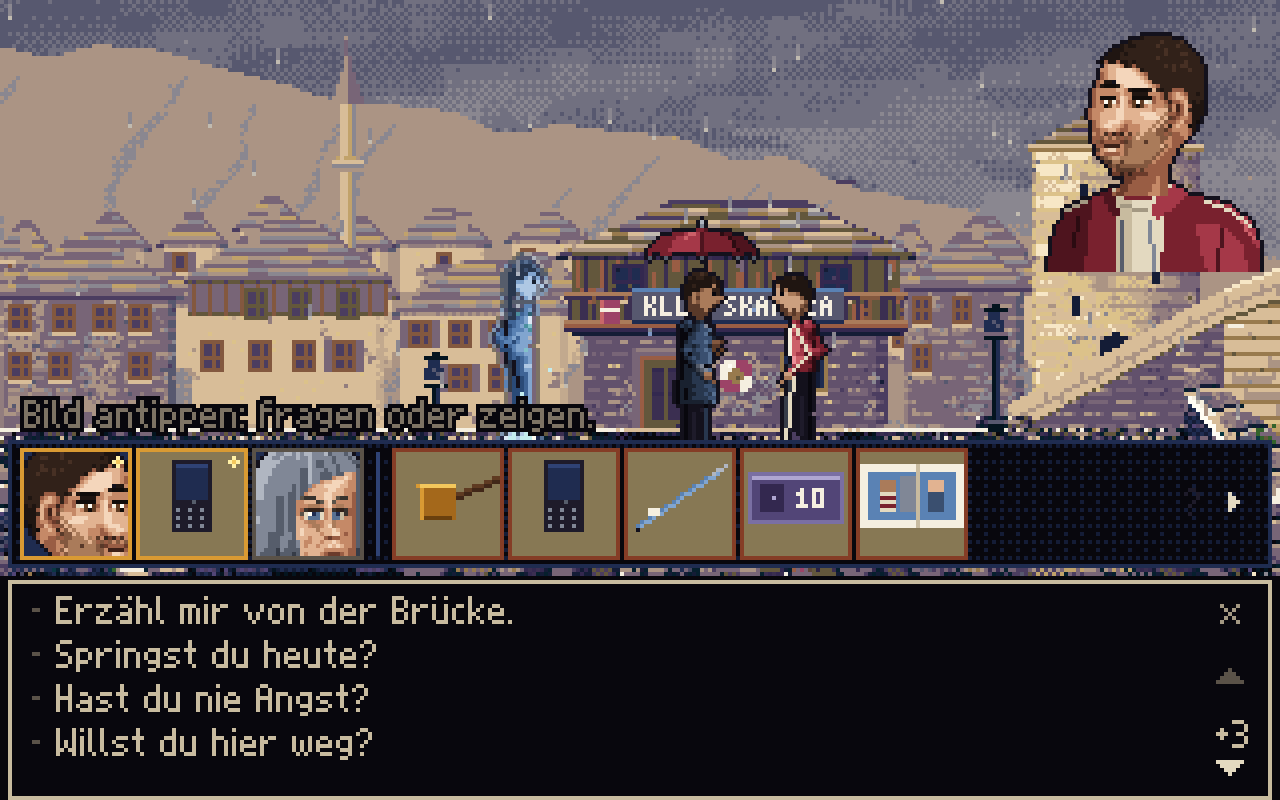 Bild antippen: fragen oder zeigen.
10
- Erzähl mir von der Brücke.
- Springst du heute?
- Hast du nie Angst?
- Willst du hier weg?
+3